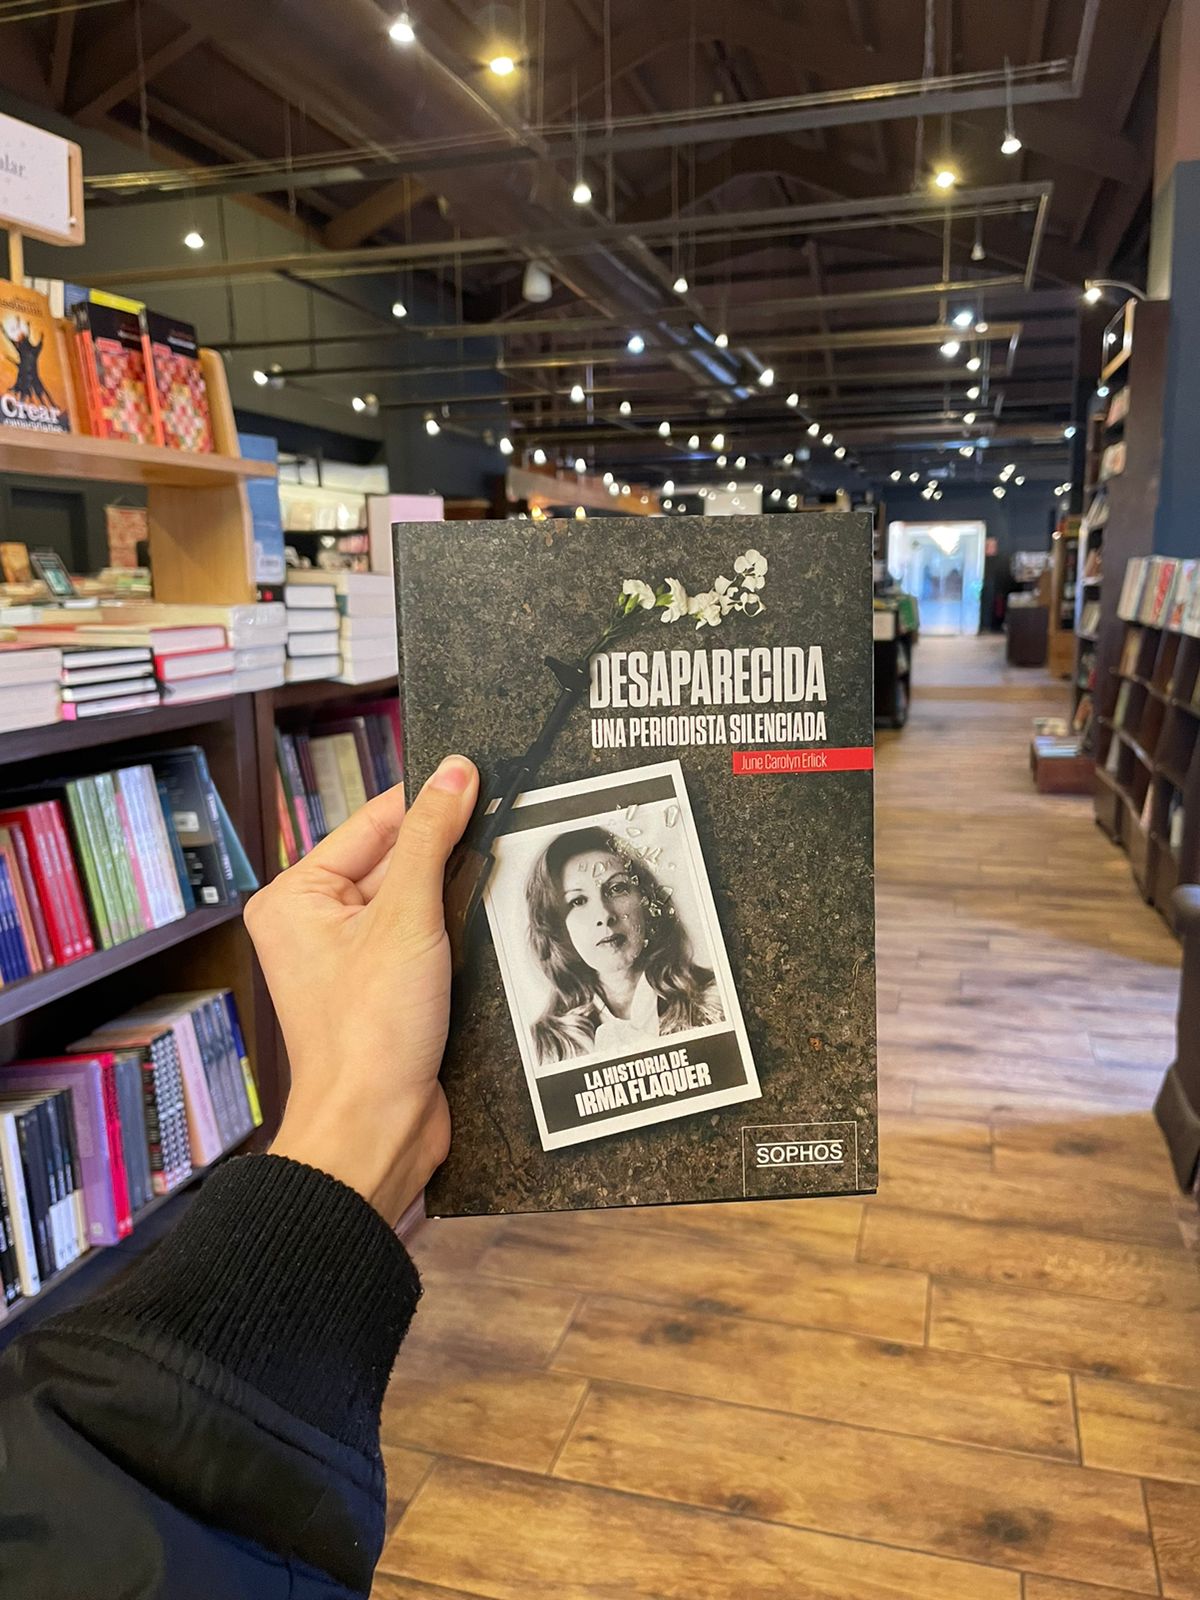 Crear
DESAPARECIDA
UNA PERIODISTA SILENCIADA
June Carolyn Erlick
LA HISTORIA DE
IRMA FLAQUER
SOPHOS